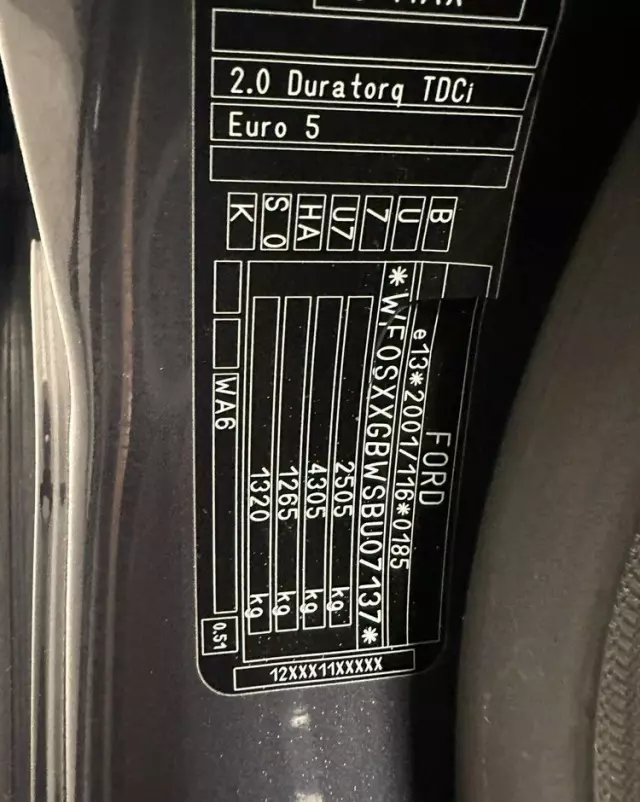 MAX
2.0 Duratorq TDCi
Euro 5
B
U
7
U7
HA
S 0
K
FORD
e13*2001/116*0185
*WF0SXXGBWSBU07137*
2505 kg
4305 kg
1265 kg
1320 kg
WA6
0.51
12XXX11XXXXX